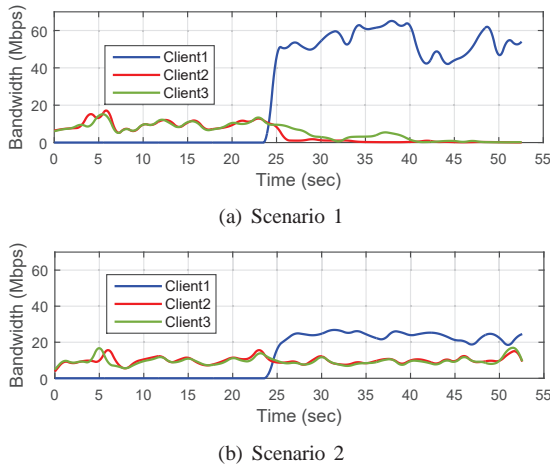 Bandwidth (Mbps)
60
40
20
0
Client1
Client2
Client3
0 5 10 15 20 25 30 35 40 45 50 55
Time (sec)
(a) Scenario 1
Bandwidth (Mbps)
60
40
20
0
Client1
Client2
Client3
0 5 10 15 20 25 30 35 40 45 50 55
Time (sec)
(b) Scenario 2